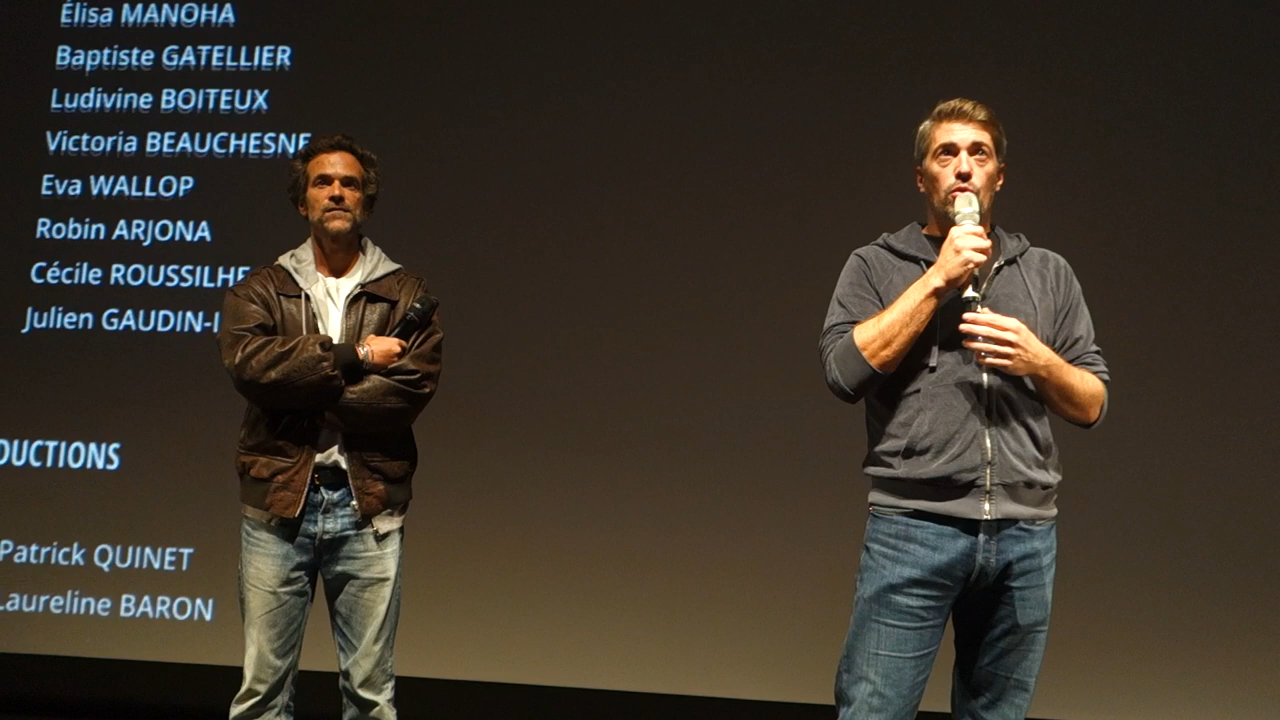 Élisa MANOHA
Baptiste GATELLIER
Ludivine BOITEUX
Victoria BEAUCHESNE
Eva WALLOP
Robin ARJONA
Cécile ROUSSILHE
Julien GAUDIN-
DUCTIONS
Patrick QUINET
Laureline BARON